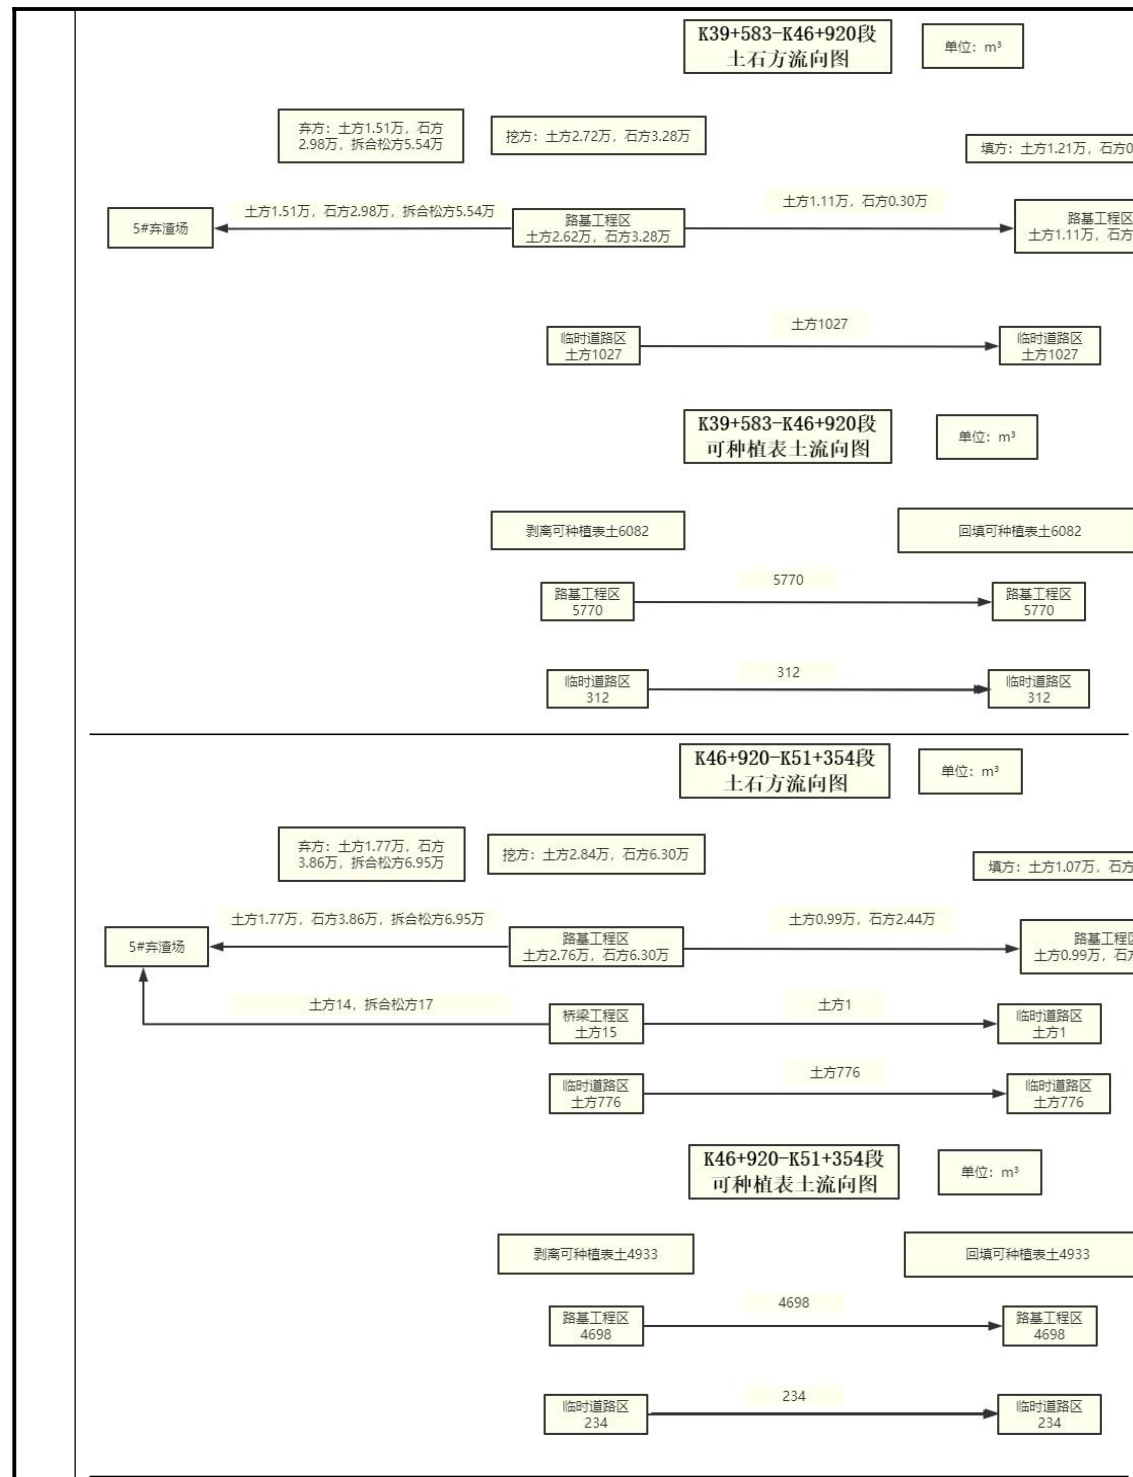 K39+583-K46+920段
土石方流向图
单位：m³
弃方：土方1.51万，石方
2.98万，拆合松方5.54万
挖方：土方2.72万，石方3.28万
填方：土方1.21万，石方0
土方1.51万，石方2.98万，拆合松方5.54万
土方1.11万，石方0.30万
5#弃渣场
路基工程区
土方2.62万，石方3.28万
路基工程区
土方1.11万，石方
土方1027
临时道路区
土方1027
临时道路区
土方1027
K39+583-K46+920段
可种植表土流向图
单位：m³
剥离可种植表土6082
回填可种植表土6082
5770
路基工程区
5770
路基工程区
5770
312
临时道路区
312
临时道路区
312
K46+920-K51+354段
土石方流向图
单位：m³
弃方：土方1.77万，石方
3.86万，拆合松方6.95万
挖方：土方2.84万，石方6.30万
填方：土方1.07万，石方
土方1.77万，石方3.86万，拆合松方6.95万
土方0.99万，石方2.44万
5#弃渣场
路基工程区
土方2.76万，石方6.30万
路基工程
土方0.99万，石
土方14，拆合松方17
土方1
桥梁工程区
土方15
临时道路区
土方1
土方776
临时道路区
土方776
临时道路区
土方776
K46+920-K51+354段
可种植表土流向图
单位：m³
剥离可种植表土4933
回填可种植表土4933
4698
路基工程区
4698
路基工程区
4698
234
临时道路区
234
临时道路区
234